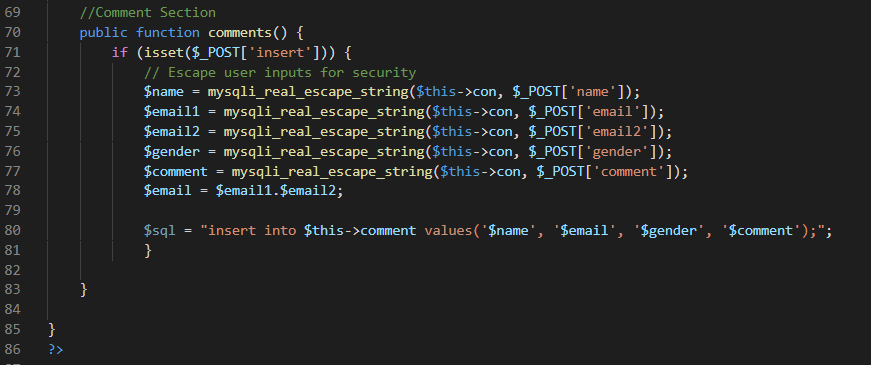 69 //Comment Section
70 public function comments() {
71 if (isset($_POST['insert'])) {
72 // Escape user inputs for security
73 $name = mysqli_real_escape_string($this->con, $_POST['name']);
74 $email1 = mysqli_real_escape_string($this->con, $_POST['email']);
75 $email2 = mysqli_real_escape_string($this->con, $_POST['email2']);
76 $gender = mysqli_real_escape_string($this->con, $_POST['gender']);
77 $comment = mysqli_real_escape_string($this->con, $_POST['comment']);
78 $email = $email1.$email2;
79
80 $sql = "insert into $this->comment values('$name', '$email', '$gender', '$comment');";
81 }
82
83 }
84
85 }
86 ?>